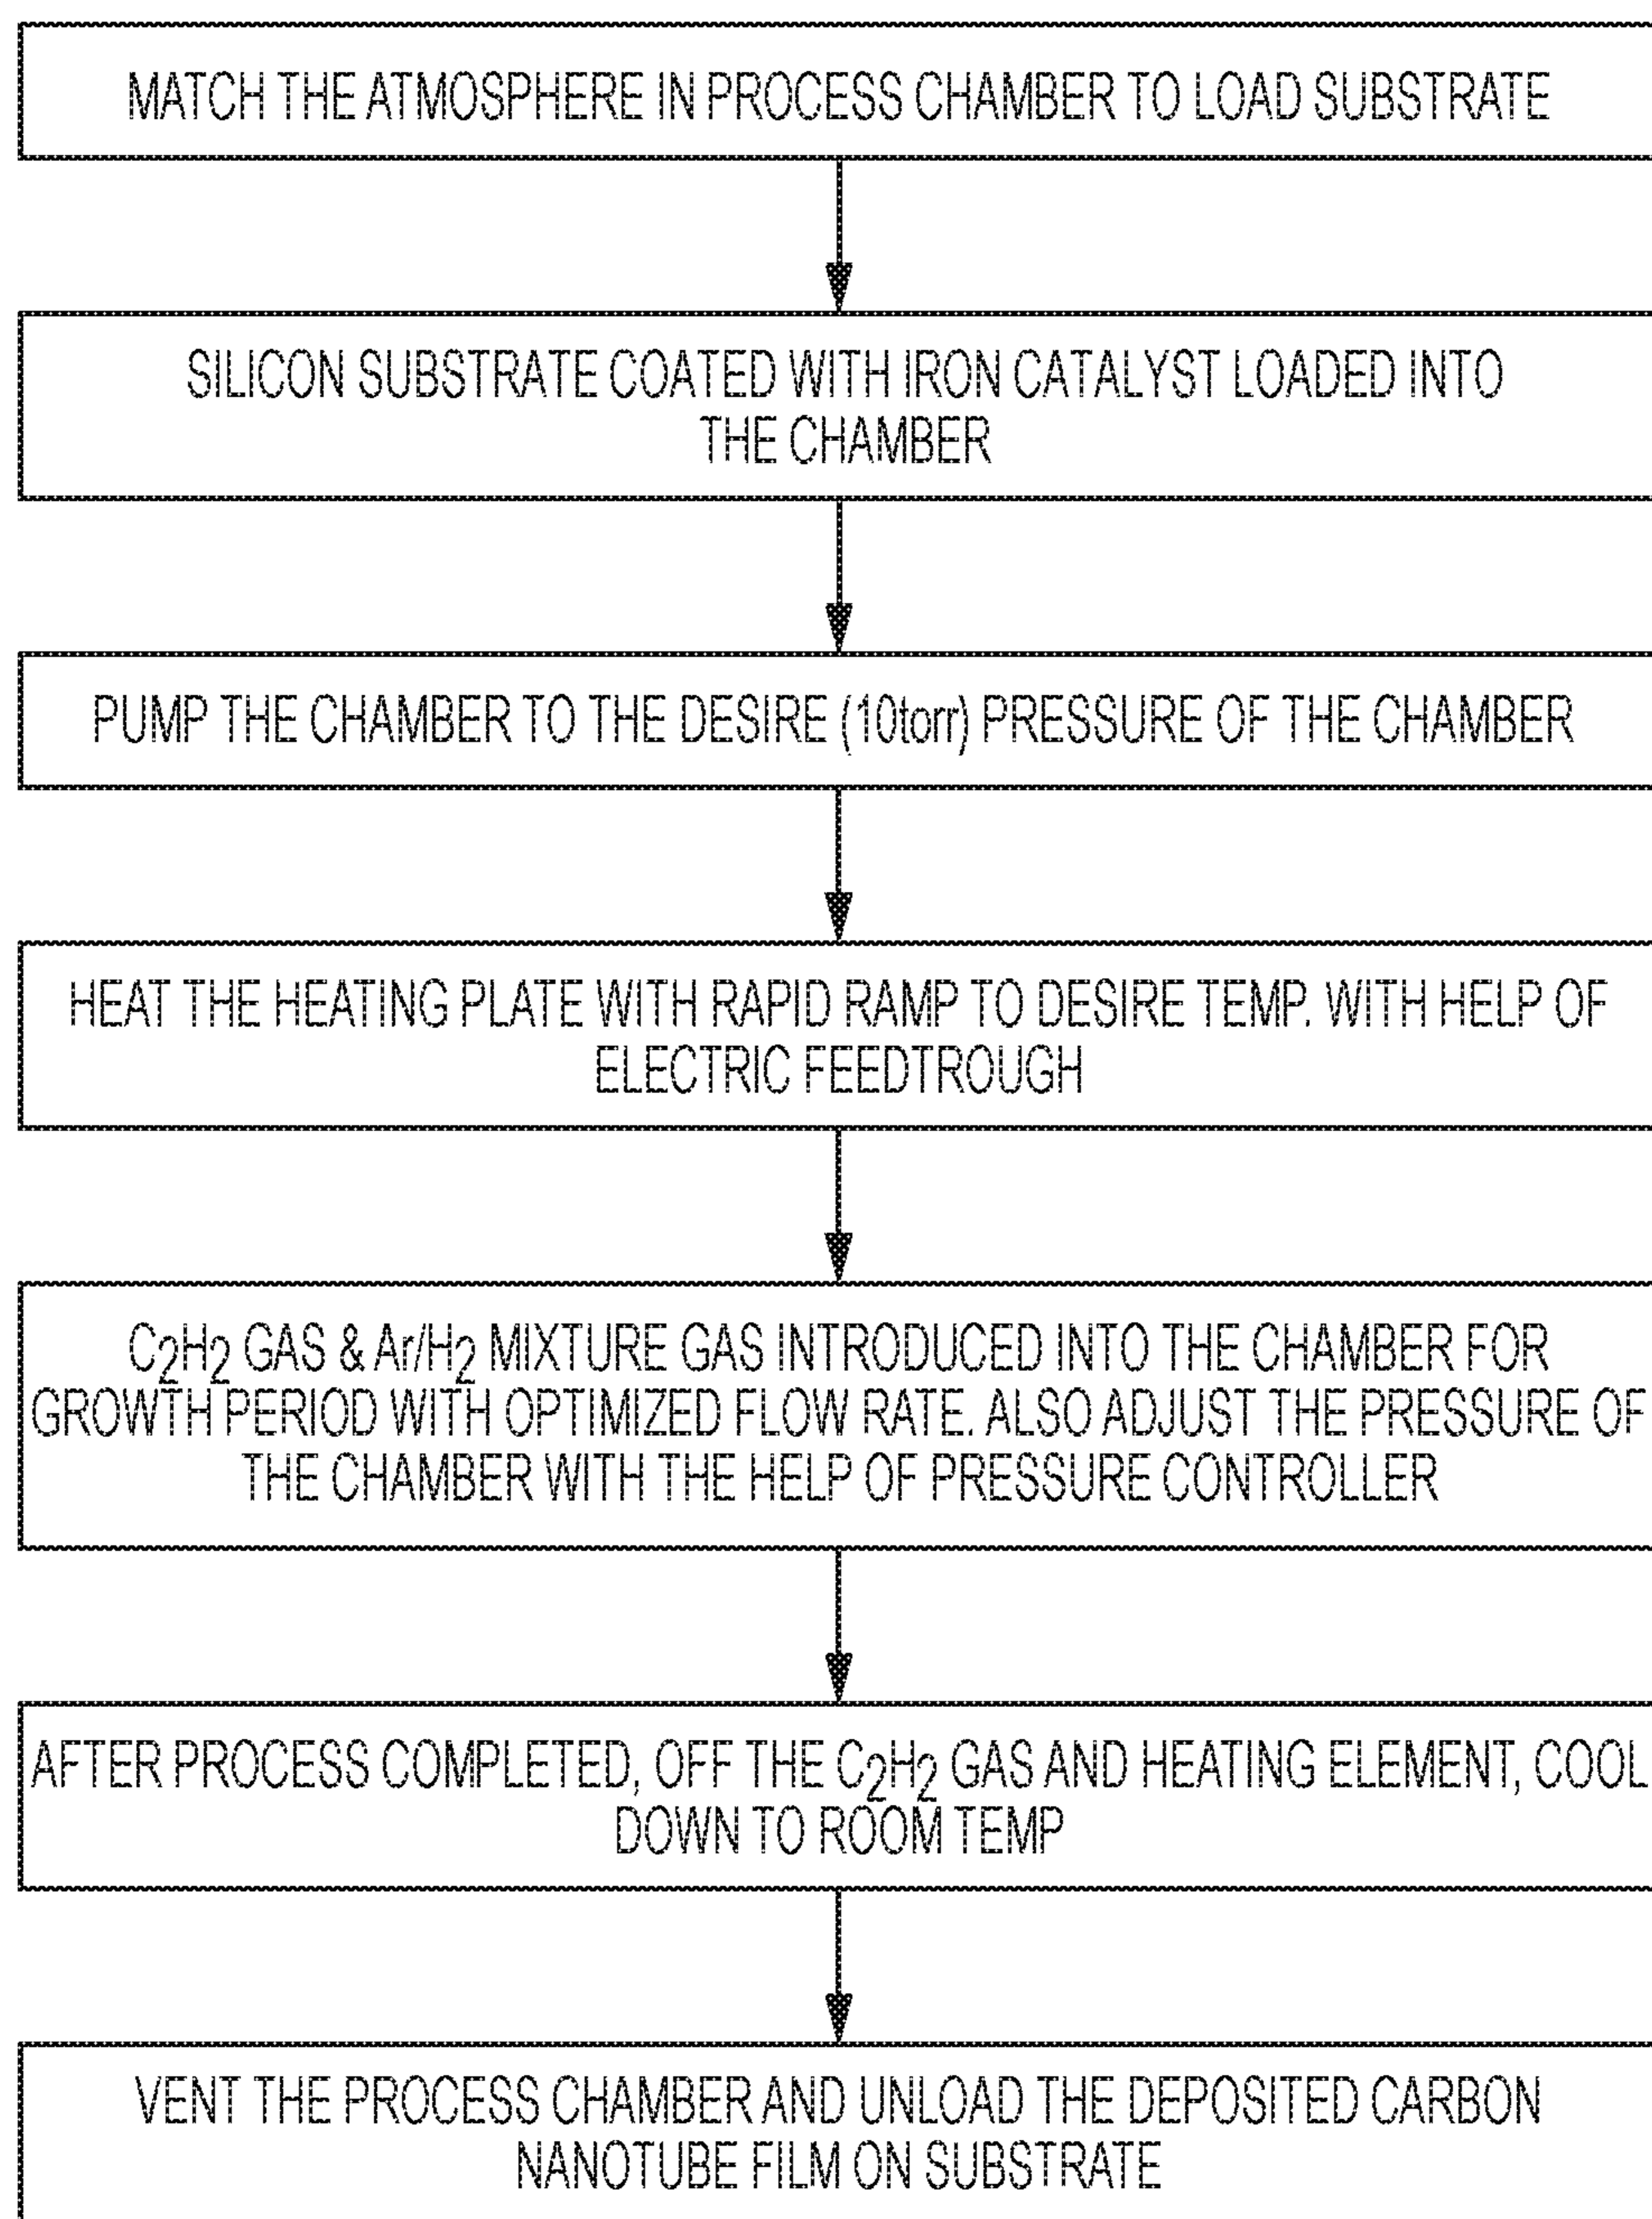 MATCH THE ATMOSPHERE IN PROCESS CHAMBER TO LOAD SUBSTRATE
SILICON SUBSTRATE COATED WITH IRON CATALYST LOADED INTO
THE CHAMBER
PUMP THE CHAMBER TO THE DESIRE (10torr) PRESSURE OF THE CHAMBER
HEAT THE HEATING PLATE WITH RAPID RAMP TO DESIRE TEMP. WITH HELP OF
ELECTRIC FEEDTROUGH
C₂H₂ GAS & Ar/H₂ MIXTURE GAS INTRODUCED INTO THE CHAMBER FOR
GROWTH PERIOD WITH OPTIMIZED FLOW RATE. ALSO ADJUST THE PRESSURE OF
THE CHAMBER WITH THE HELP OF PRESSURE CONTROLLER
AFTER PROCESS COMPLETED, OFF THE C₂H₂ GAS AND HEATING ELEMENT, COOL
DOWN TO ROOM TEMP
VENT THE PROCESS CHAMBER AND UNLOAD THE DEPOSITED CARBON
NANOTUBE FILM ON SUBSTRATE